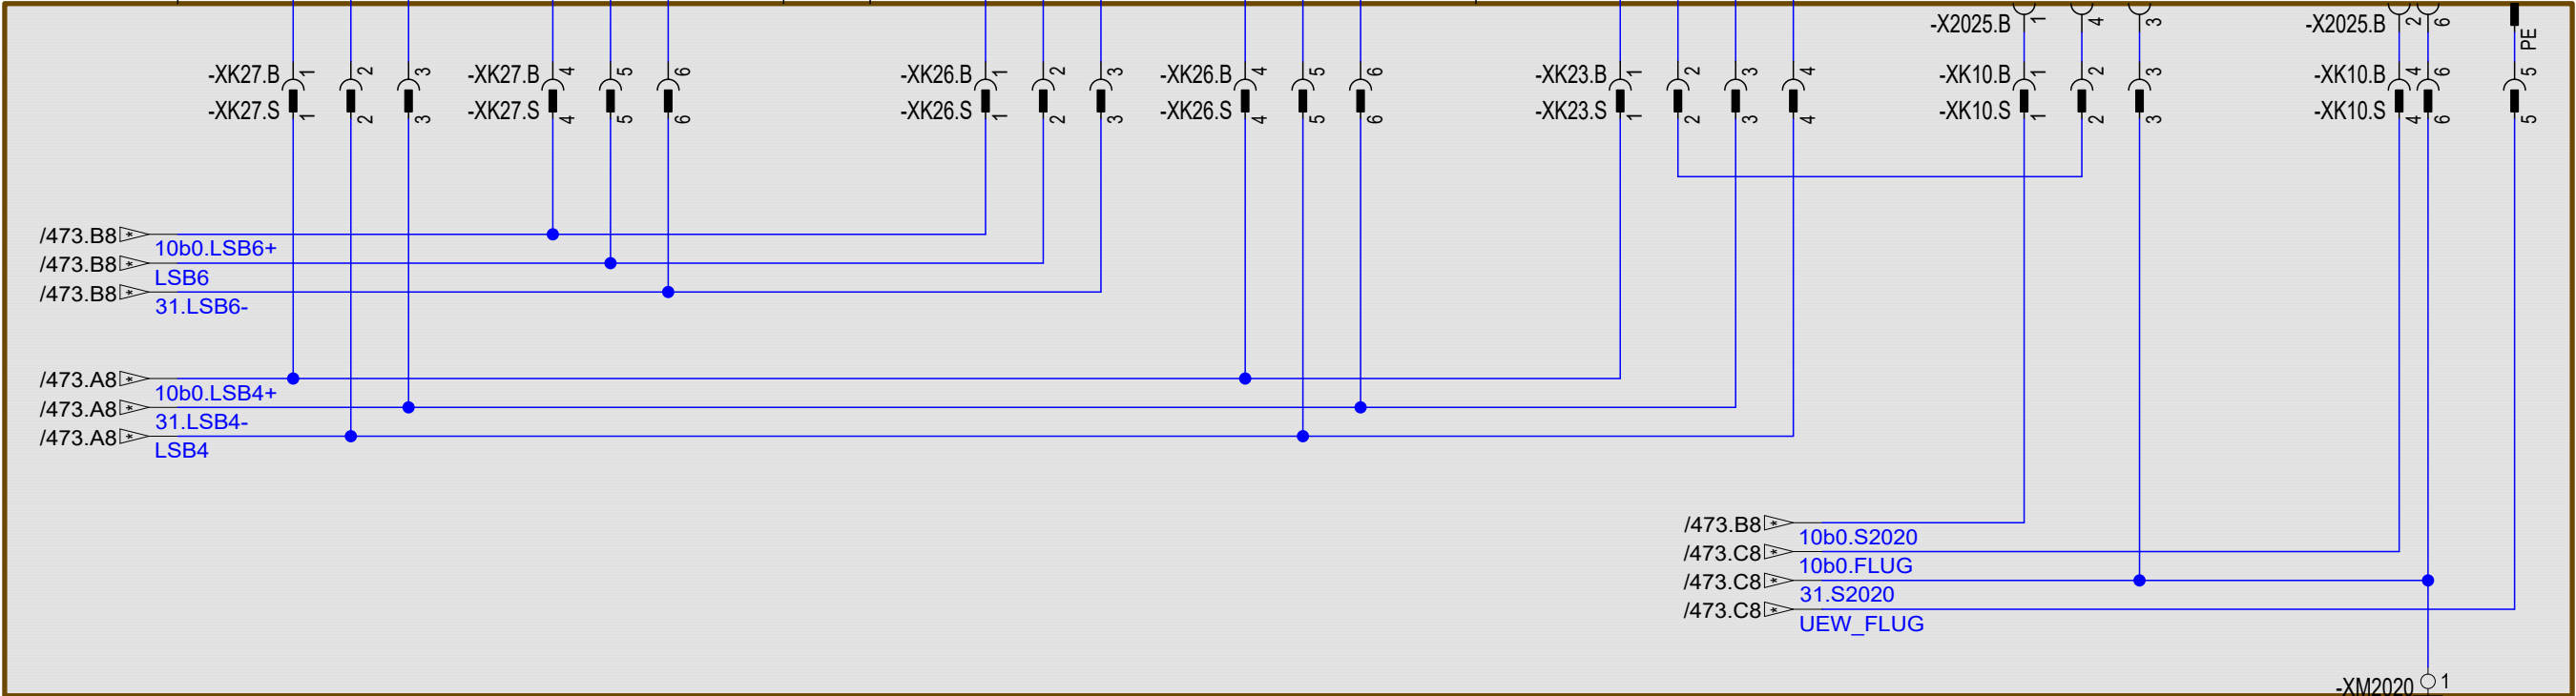 -X2025.B 1 4 3 -X2025.B 2 6 PE
-XK27.B 1 2 3 -XK27.B 4 5 6 -XK26.B 1 2 3 -XK26.B 4 5 6 -XK23.B 1 2 3 4 -XK10.B 1 2 3 -XK10.B 4 6 5
-XK27.S 1 2 3 -XK27.S 4 5 6 -XK26.S 1 2 3 -XK26.S 4 5 6 -XK23.S 1 2 3 4 -XK10.S 1 2 3 -XK10.S 4 6 5
/473.B8
10b0.LSB6+
/473.B8
LSB6
/473.B8
31.LSB6-
/473.A8
10b0.LSB4+
/473.A8
31.LSB4-
/473.A8
LSB4
/473.B8
10b0.S2020
/473.C8
10b0.FLUG
/473.C8
31.S2020
/473.C8
UEW_FLUG
-XM2020 1